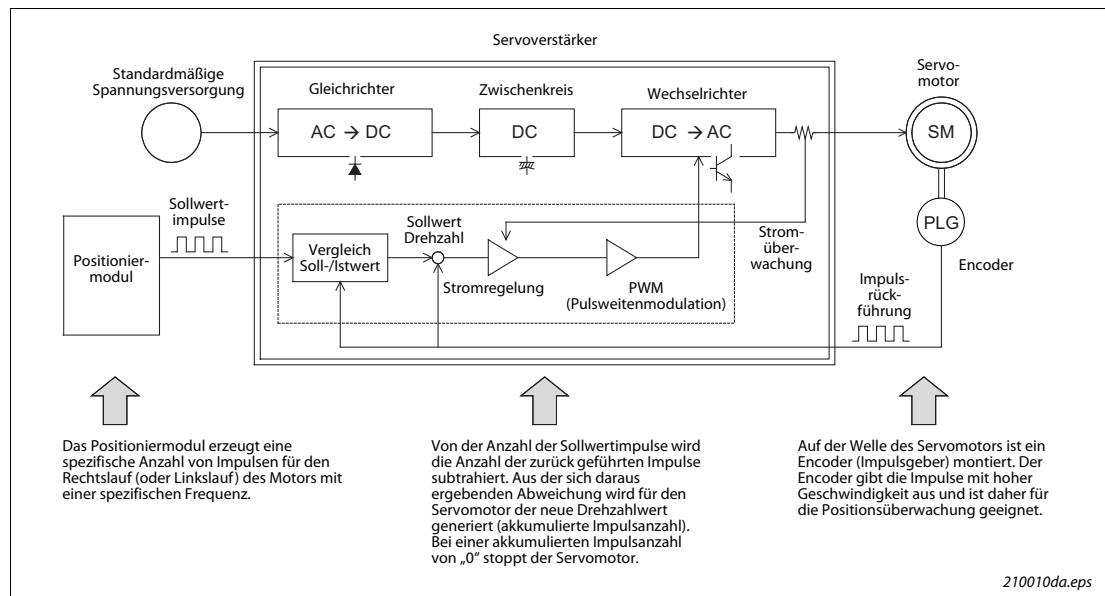 Servoverstärker
Standardmäßige
Spannungsversorgung
Gleichrichter
Zwischenkreis
Wechselrichter
Servo-
motor
AC → DC
DC
DC → AC
SM
Sollwert-
impulse
Positionier-
modul
Vergleich
Soll-/Istwert
Sollwert
Drehzahl
Stromregelung
PWM
(Pulsweitenmodulation)
Strom-
über-
wachung
PLG
Encoder
Impuls-
rück-
führung
Das Positioniermodul erzeugt eine
spezifische Anzahl von Impulsen für den
Rechtslauf (oder Linkslauf) des Motors mit
einer spezifischen Frequenz.
Von der Anzahl der Sollwertimpulse wird
die Anzahl der zurück geführten Impulse
subtrahiert. Aus der sich daraus
ergebenden Abweichung wird für den
Servomotor der neue Drehzahlwert
generiert (akkumulierte Impulsanzahl).
Bei einer akkumulierten Impulsanzahl
von „0“ stoppt der Servomotor.
Auf der Welle des Servomotors ist ein
Encoder (Impulsgeber) montiert. Der
Encoder gibt die Impulse mit hoher
Geschwindigkeit aus und ist daher für
die Positionsüberwachung geeignet.
210010da.eps